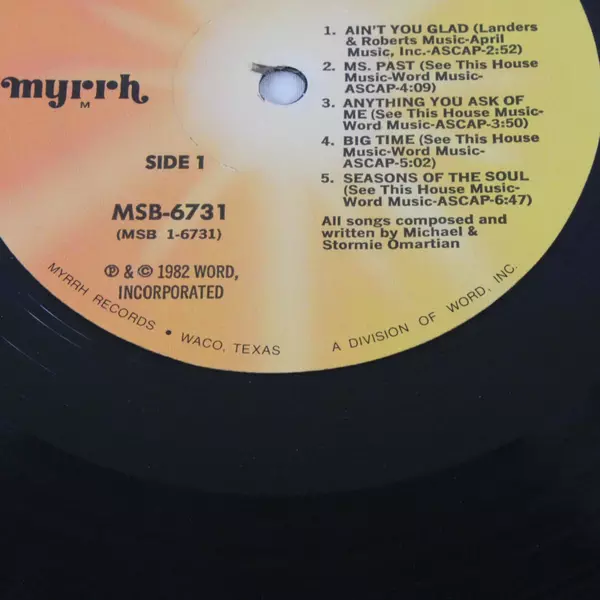 myrrh
M
SIDE 1
MSB-6731
(MSB 1-6731)
℗ & © 1982 WORD,
INCORPORATED
1. AIN'T YOU GLAD (Landers
& Roberts Music-April
Music, Inc.-ASCAP-2:52)
2. MS. PAST (See This House
Music-Word Music-
ASCAP-4:09)
3. ANYTHING YOU ASK OF
ME (See This House Music-
Word Music-ASCAP-3:50)
4. BIG TIME (See This House
Music-Word Music-
ASCAP-5:02)
5. SEASONS OF THE SOUL
(See This House Music-
Word Music-ASCAP-6:47)
All songs composed and
written by Michael &
Stormie Omartian
MYRRH RECORDS • WACO, TEXAS A DIVISION OF WORD, INC.